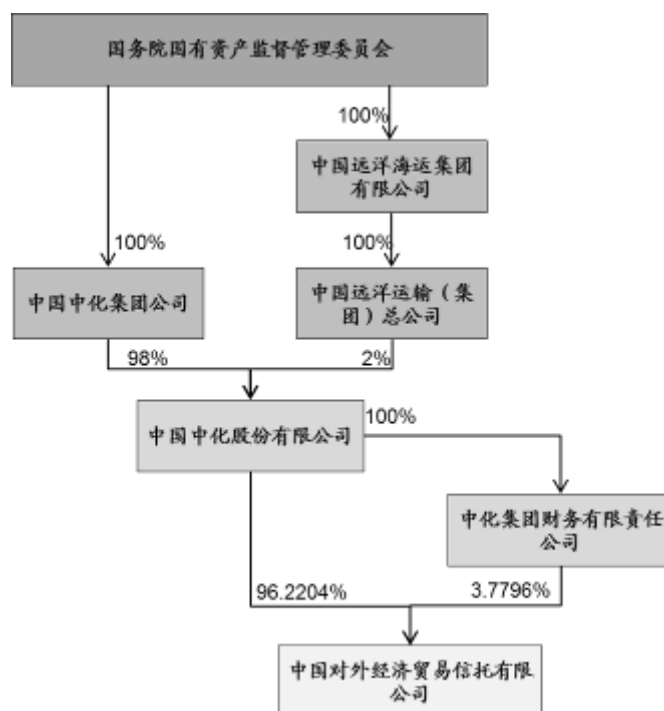 国务院国有资产监督管理委员会
100%
中国远洋海运集团
有限公司
100%
100%
中国中化集团公司
中国远洋运输（集
团）总公司
98%
2%
中国中化股份有限公司
100%
中化集团财务有限责任
公司
96.2204%
3.7796%
中国对外经济贸易信托有限
公司